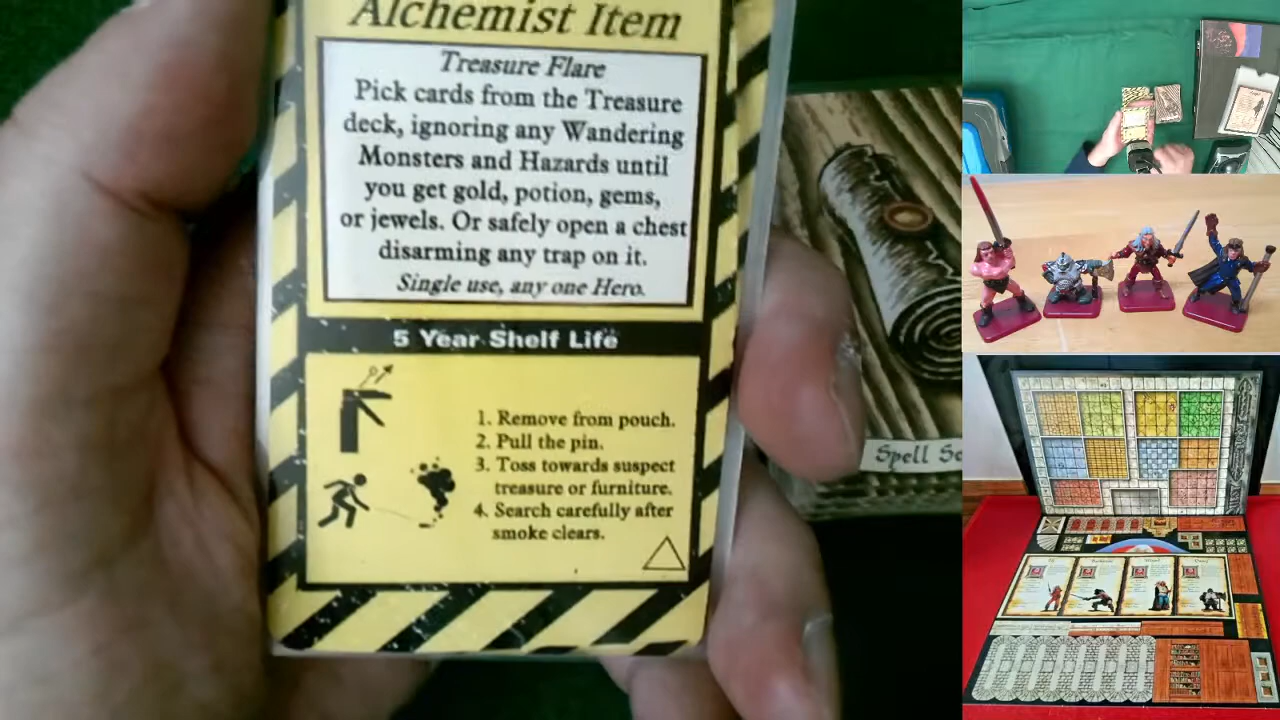 Alchemist Item
Treasure Flare
Pick cards from the Treasure
deck, ignoring any Wandering
Monsters and Hazards until
you get gold, potion, gems,
or jewels. Or safely open a chest
disarming any trap on it.
Single use, any one Hero.
5 Year Shelf Life
1. Remove from pouch.
2. Pull the pin.
3. Toss towards suspect
treasure or furniture.
4. Search carefully after
smoke clears.
Spell Sc